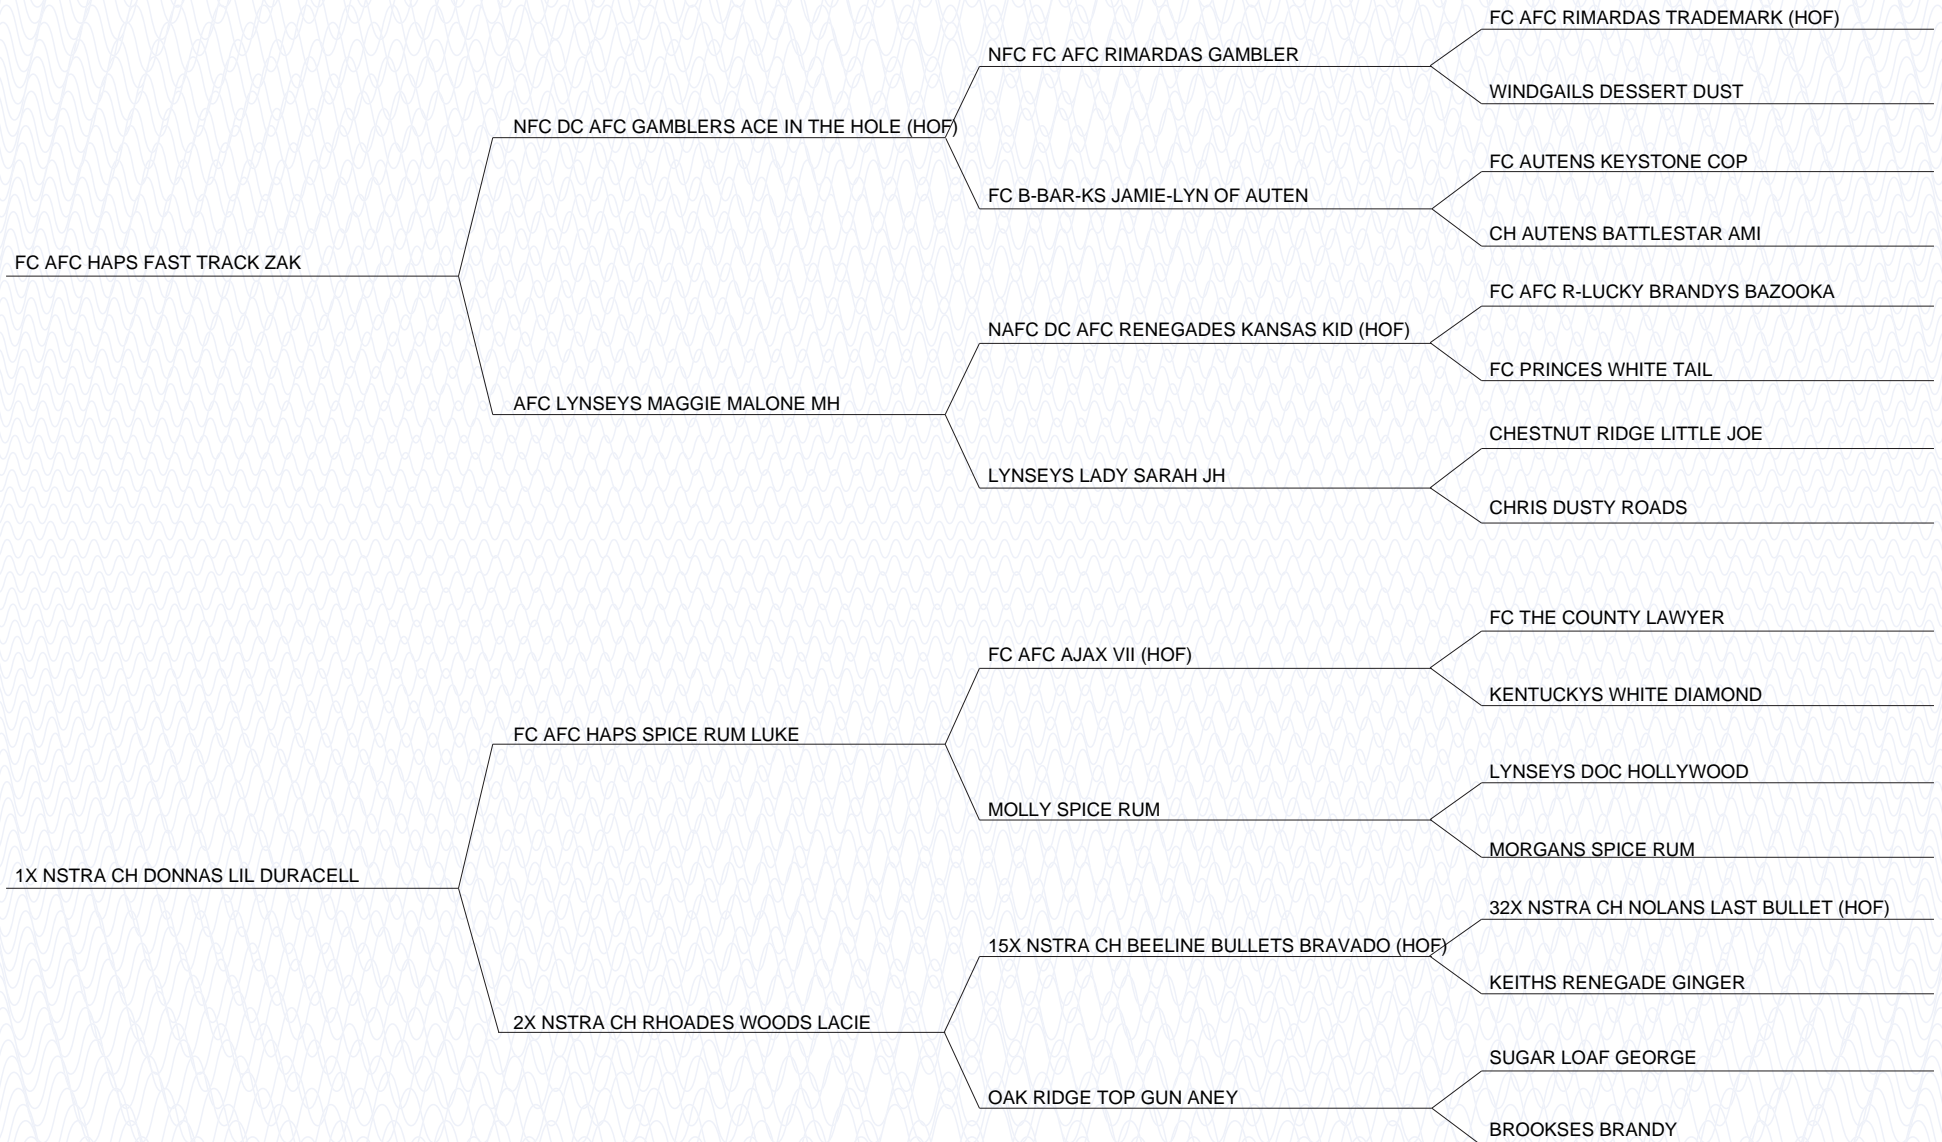 FC AFC RIMARDAS TRADEMARK (HOF)
NFC FC AFC RIMARDAS GAMBLER
WINDGAILS DESSERT DUST
NFC DC AFC GAMBLERS ACE IN THE HOLE (HOF)
FC AUTENS KEYSTONE COP
FC B-BAR-KS JAMIE-LYN OF AUTEN
CH AUTENS BATTLESTAR AMI
FC AFC HAPS FAST TRACK ZAK
FC AFC R-LUCKY BRANDYS BAZOOKA
NAFC DC AFC RENEGADES KANSAS KID (HOF)
FC PRINCES WHITE TAIL
AFC LYNSEYS MAGGIE MALONE MH
CHESTNUT RIDGE LITTLE JOE
LYNSEYS LADY SARAH JH
CHRIS DUSTY ROADS
FC THE COUNTY LAWYER
FC AFC AJAX VII (HOF)
KENTUCKYS WHITE DIAMOND
FC AFC HAPS SPICE RUM LUKE
LYNSEYS DOC HOLLYWOOD
MOLLY SPICE RUM
MORGANS SPICE RUM
1X NSTRA CH DONNAS LIL DURACELL
32X NSTRA CH NOLANS LAST BULLET (HOF)
15X NSTRA CH BEELINE BULLETS BRAVADO (HOF)
KEITHS RENEGADE GINGER
2X NSTRA CH RHOADES WOODS LACIE
SUGAR LOAF GEORGE
OAK RIDGE TOP GUN ANEY
BROOKSES BRANDY